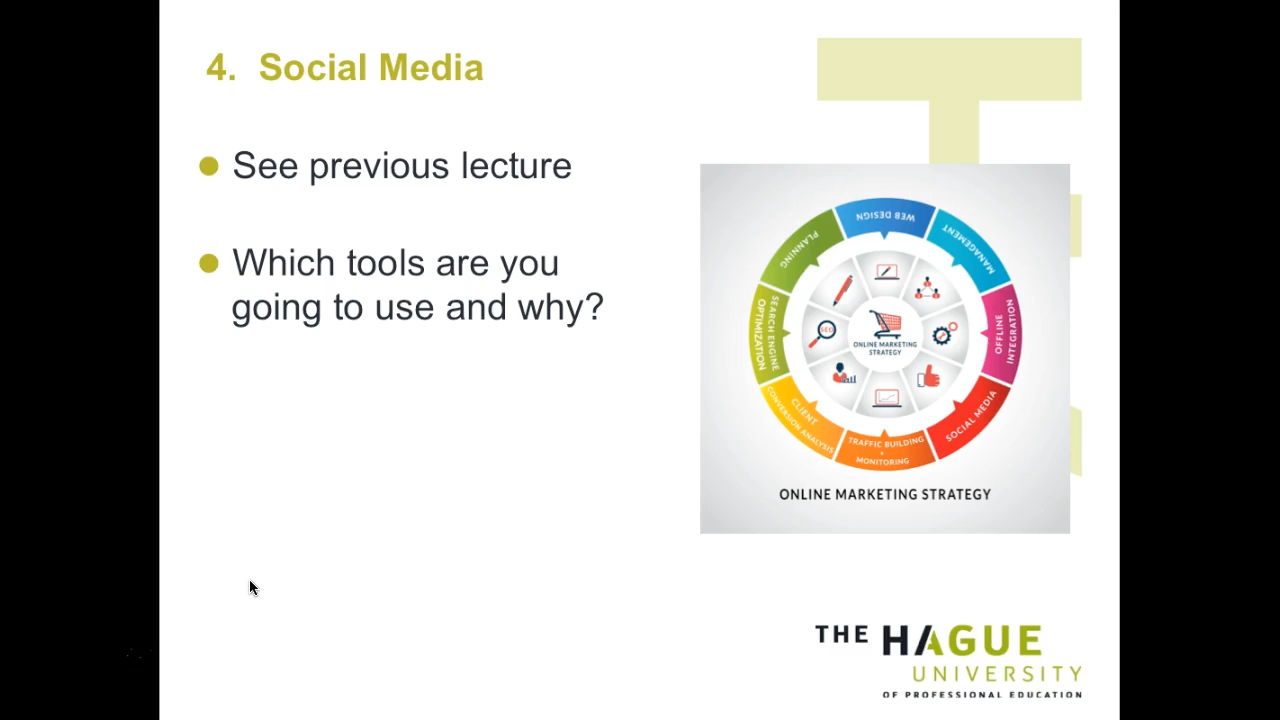 4. Social Media
See previous lecture
Which tools are you
going to use and why?
WEB DESIGN
MANAGEMENT
OFFLINE
INTEGRATION
SOCIAL MEDIA
TRAFFIC BUILDING
+
MONITORING
CLIENT
CONVERSION ANALYSIS
SEARCH ENGINE
OPTIMIZATION
PLANNING
SEO
ONLINE MARKETING
STRATEGY
ONLINE MARKETING STRATEGY
THE HAGUE
UNIVERSITY
OF PROFESSIONAL EDUCATION